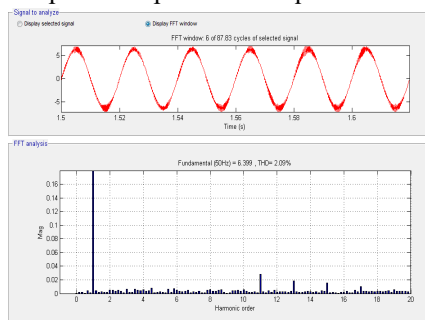 Signal to analyze
Display selected signal Display FFT window
FFT window: 6 of 87.83 cycles of selected signal
5
0
-5
1.5 1.52 1.54 1.56 1.58 1.6
Time (s)
FFT analysis
Fundamental (50Hz) = 6.399 , THD= 2.09%
0.16
0.14
0.12
0.1
0.08
0.06
0.04
0.02
0
Mag
0 2 4 6 8 10 12 14 16 18 20
Harmonic order